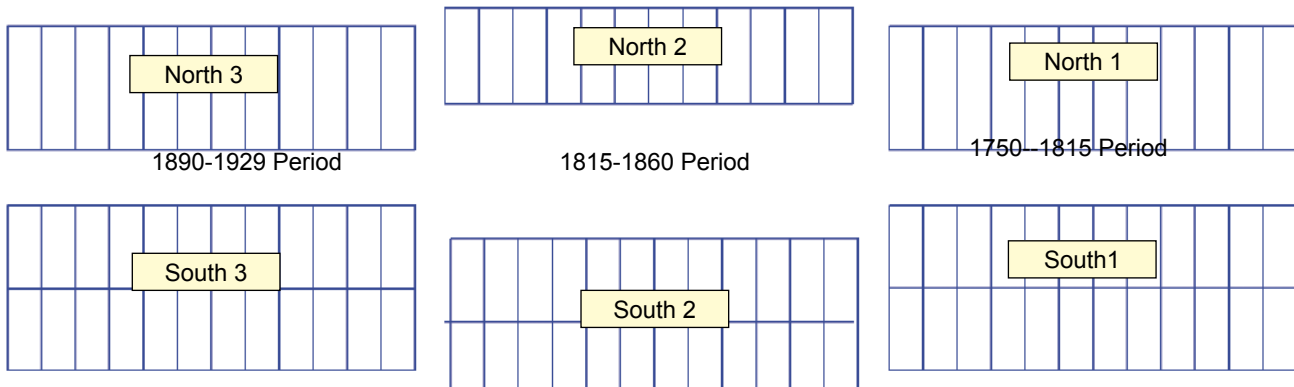 North 3
North 2
North 1
1890-1929 Period
1815-1860 Period
1750--1815 Period
South 3
South 2
South1